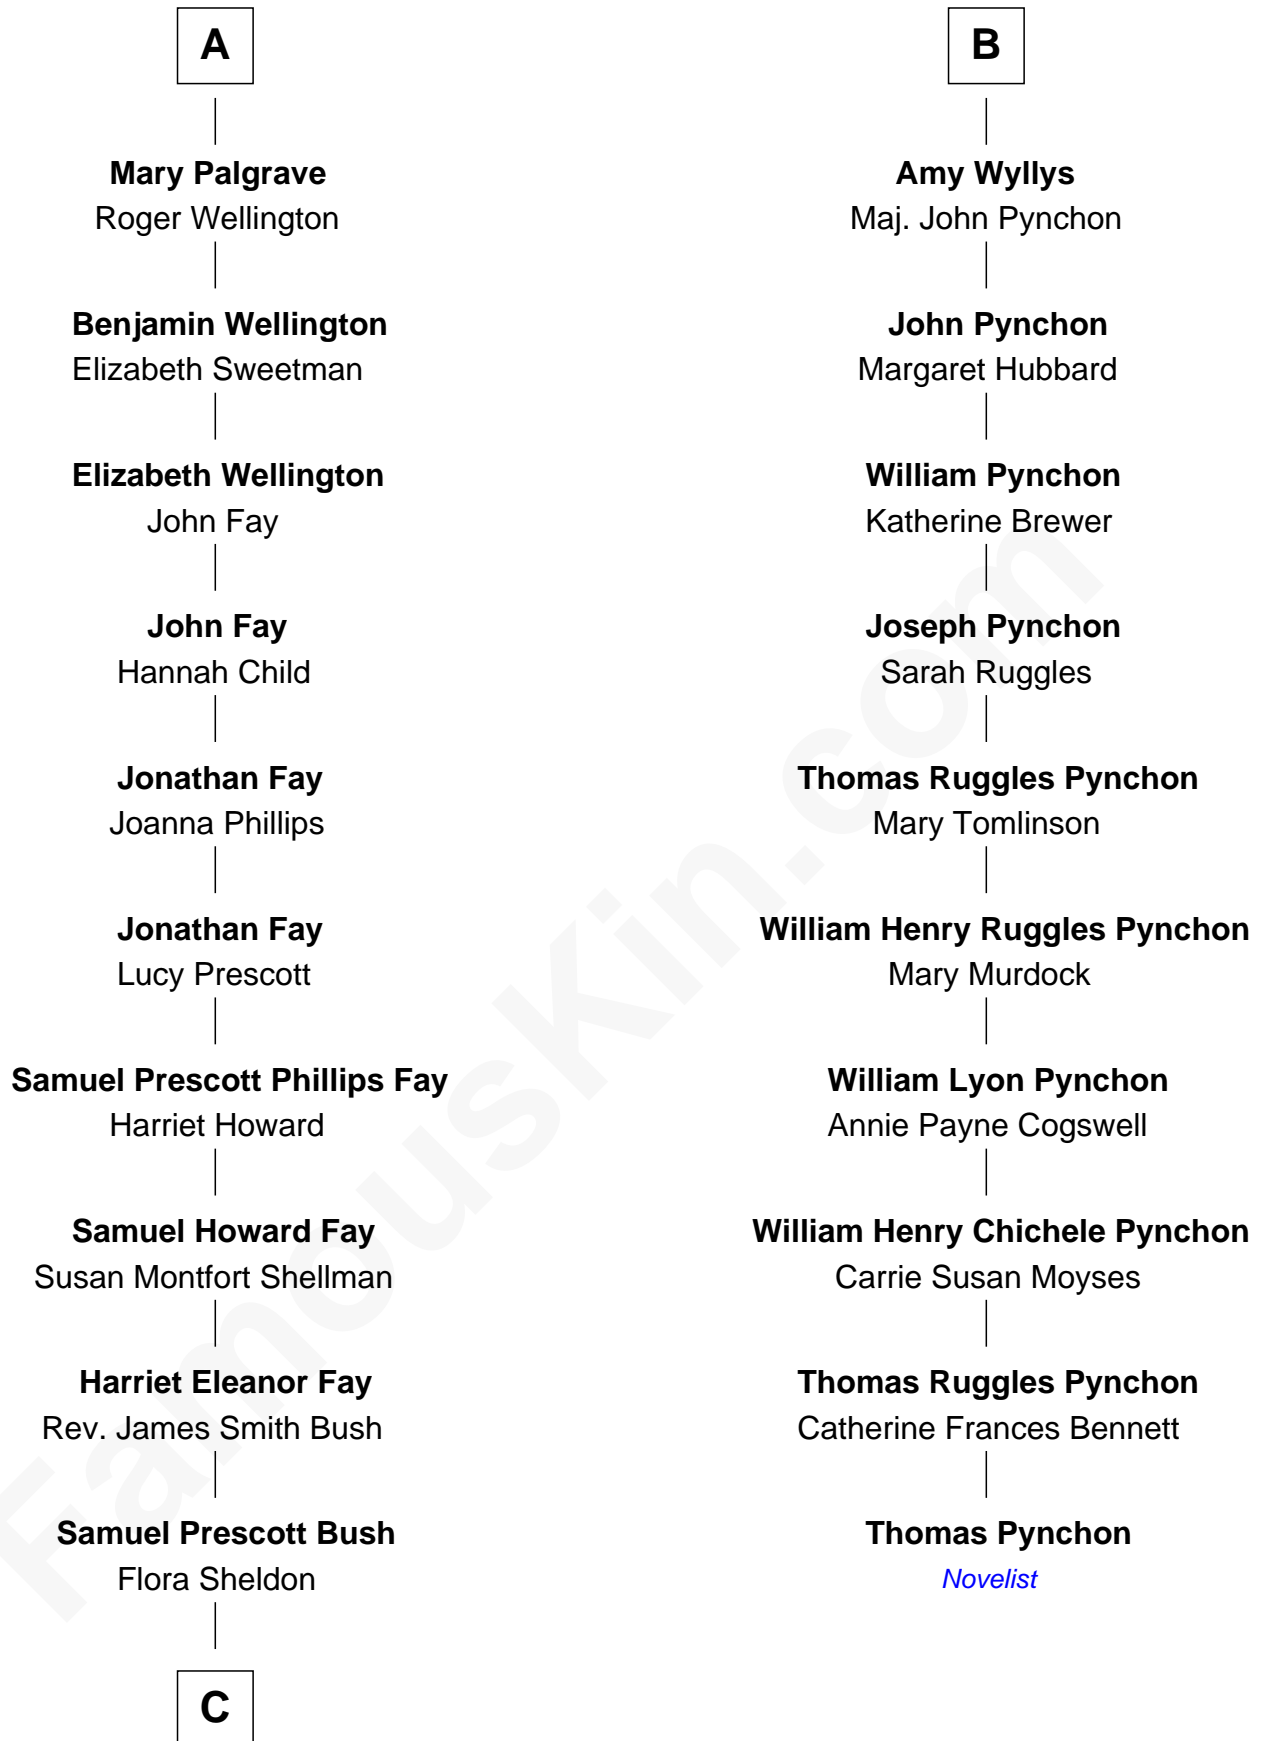 A
Mary Palgrave
Roger Wellington
Benjamin Wellington
Elizabeth Sweetman
Elizabeth Wellington
John Fay
John Fay
Hannah Child
Jonathan Fay
Joanna Phillips
Jonathan Fay
Lucy Prescott
Samuel Prescott Phillips Fay
Harriet Howard
Samuel Howard Fay
Susan Montfort Shellman
Harriet Eleanor Fay
Rev. James Smith Bush
Samuel Prescott Bush
Flora Sheldon
C
B
Amy Wyllys
Maj. John Pynchon
John Pynchon
Margaret Hubbard
William Pynchon
Katherine Brewer
Joseph Pynchon
Sarah Ruggles
Thomas Ruggles Pynchon
Mary Tomlinson
William Henry Ruggles Pynchon
Mary Murdock
William Lyon Pynchon
Annie Payne Cogswell
William Henry Chichele Pynchon
Carrie Susan Moyses
Thomas Ruggles Pynchon
Catherine Frances Bennett
Thomas Pynchon
Novelist
FamousKin.com